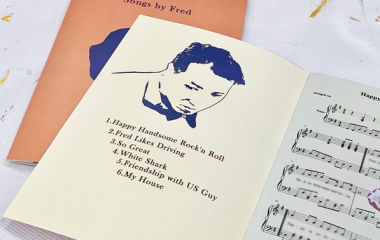 Songs by Fred
1.Happy Handsome Rock'n Roll
2.Fred Likes Driving
3.So Great
4.White Shark
5.Friendship with US Guy
6.My House
Happy